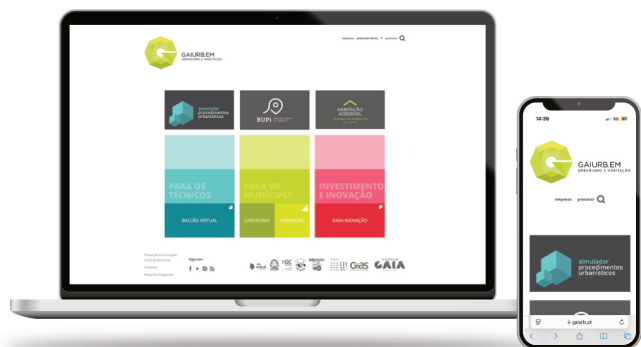 empresa
procurar
GAIURB.EM
URBANISMO E HABITAÇÃO
simulador
procedimentos
urbanísticos
BUPi
HABITAÇÃO
ACESSÍVEL
PARA OS
TÉCNICOS
BALCÃO VIRTUAL
PARA OS
MUNÍCIPES
URBANISMO
HABITAÇÃO
INVESTIMENTO
E INOVAÇÃO
GAIA+INOVAÇÃO
Siga-nos
Gias
GAIA
14:39
5G
GAIURB.EM
URBANISMO E HABITAÇÃO
empresa procurar
simulador
procedimentos
urbanísticos
gaiurb.pt